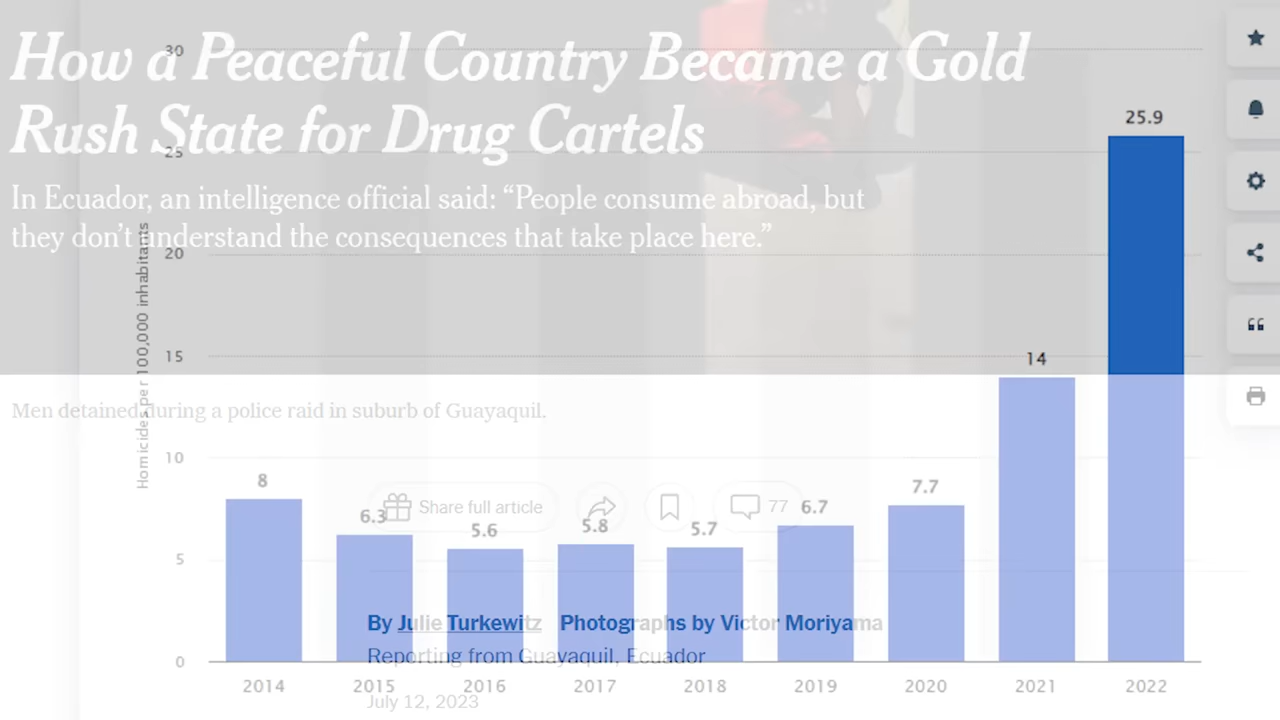 How a Peaceful Country Became a Gold
Rush State for Drug Cartels
In Ecuador, an intelligence official said: “People consume abroad, but
they don’t understand the consequences that take place here.”
Men detained during a police raid in suburb of Guayaquil.
Share full article
77
By Julie Turkewitz Photographs by Victor Moriyama
Reporting from Guayaquil, Ecuador
July 12, 2023
Homicides per 100,000 inhabitants
30
25
20
15
10
5
0
8
6.3
5.6
5.8
5.7
6.7
7.7
14
25.9
2014 2015 2016 2017 2018 2019 2020 2021 2022